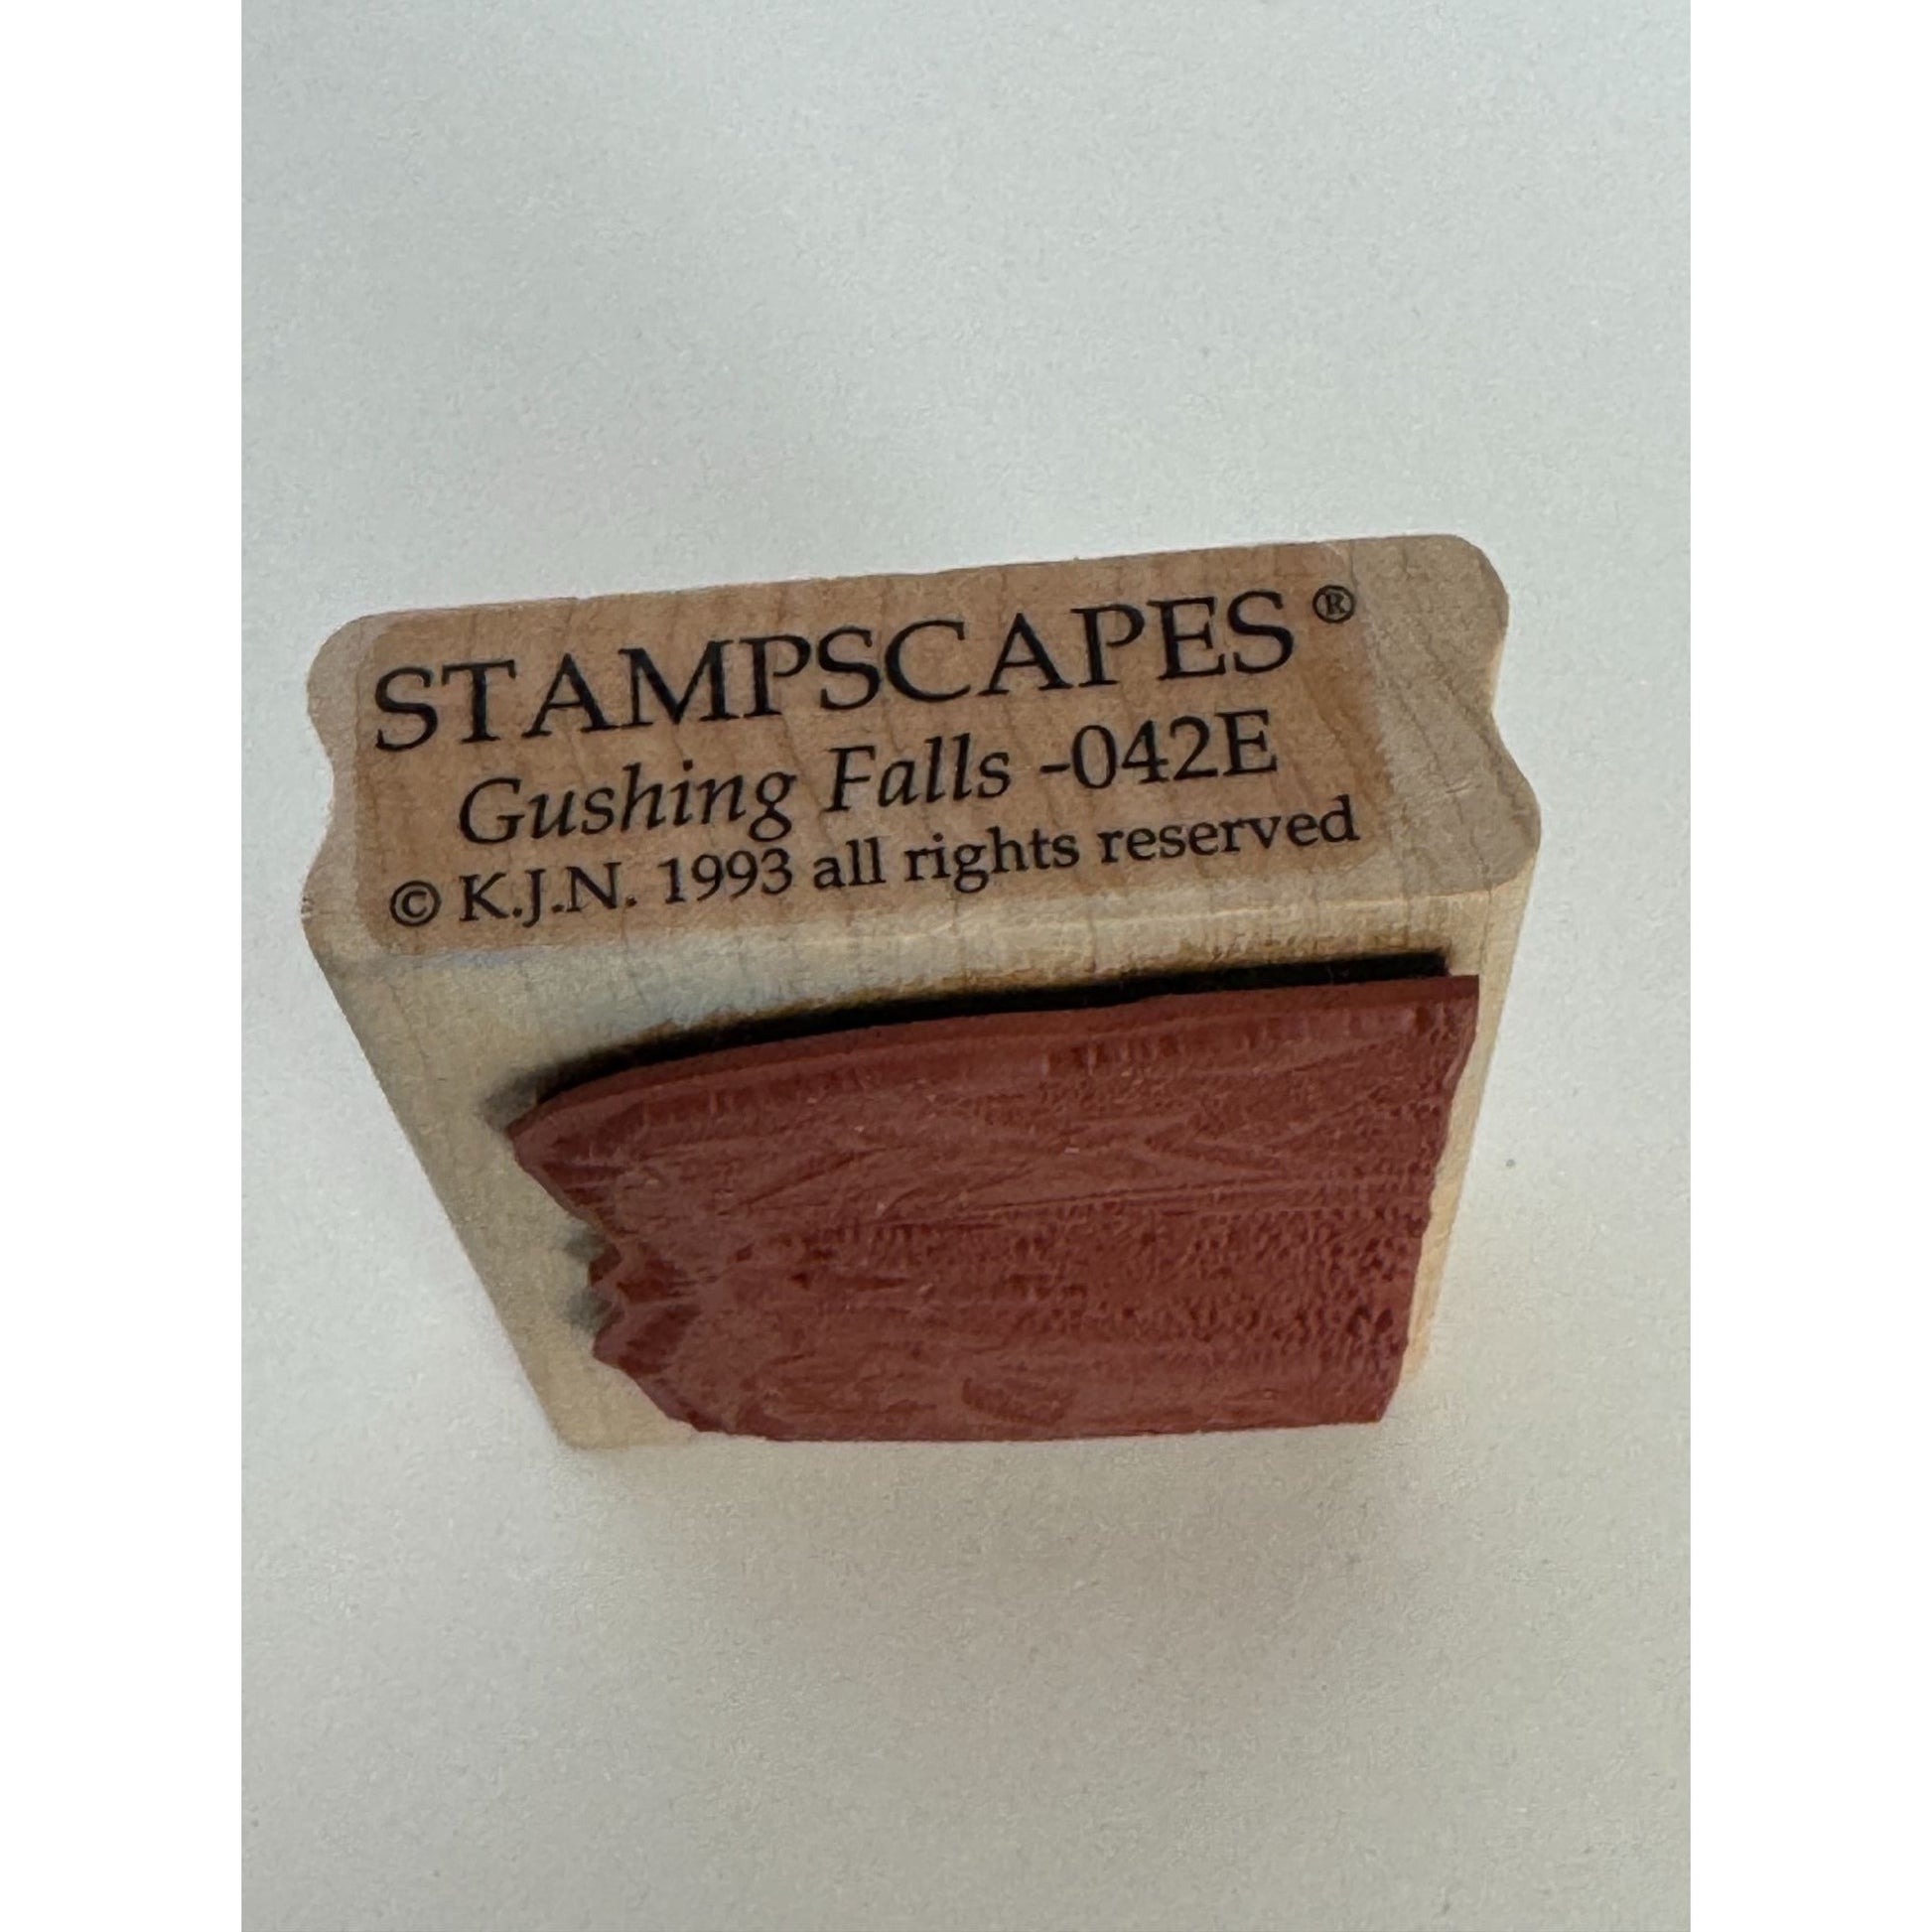 STAMPSCAPES®
Gushing Falls -042E
© K.J.N. 1993 all rights reserved